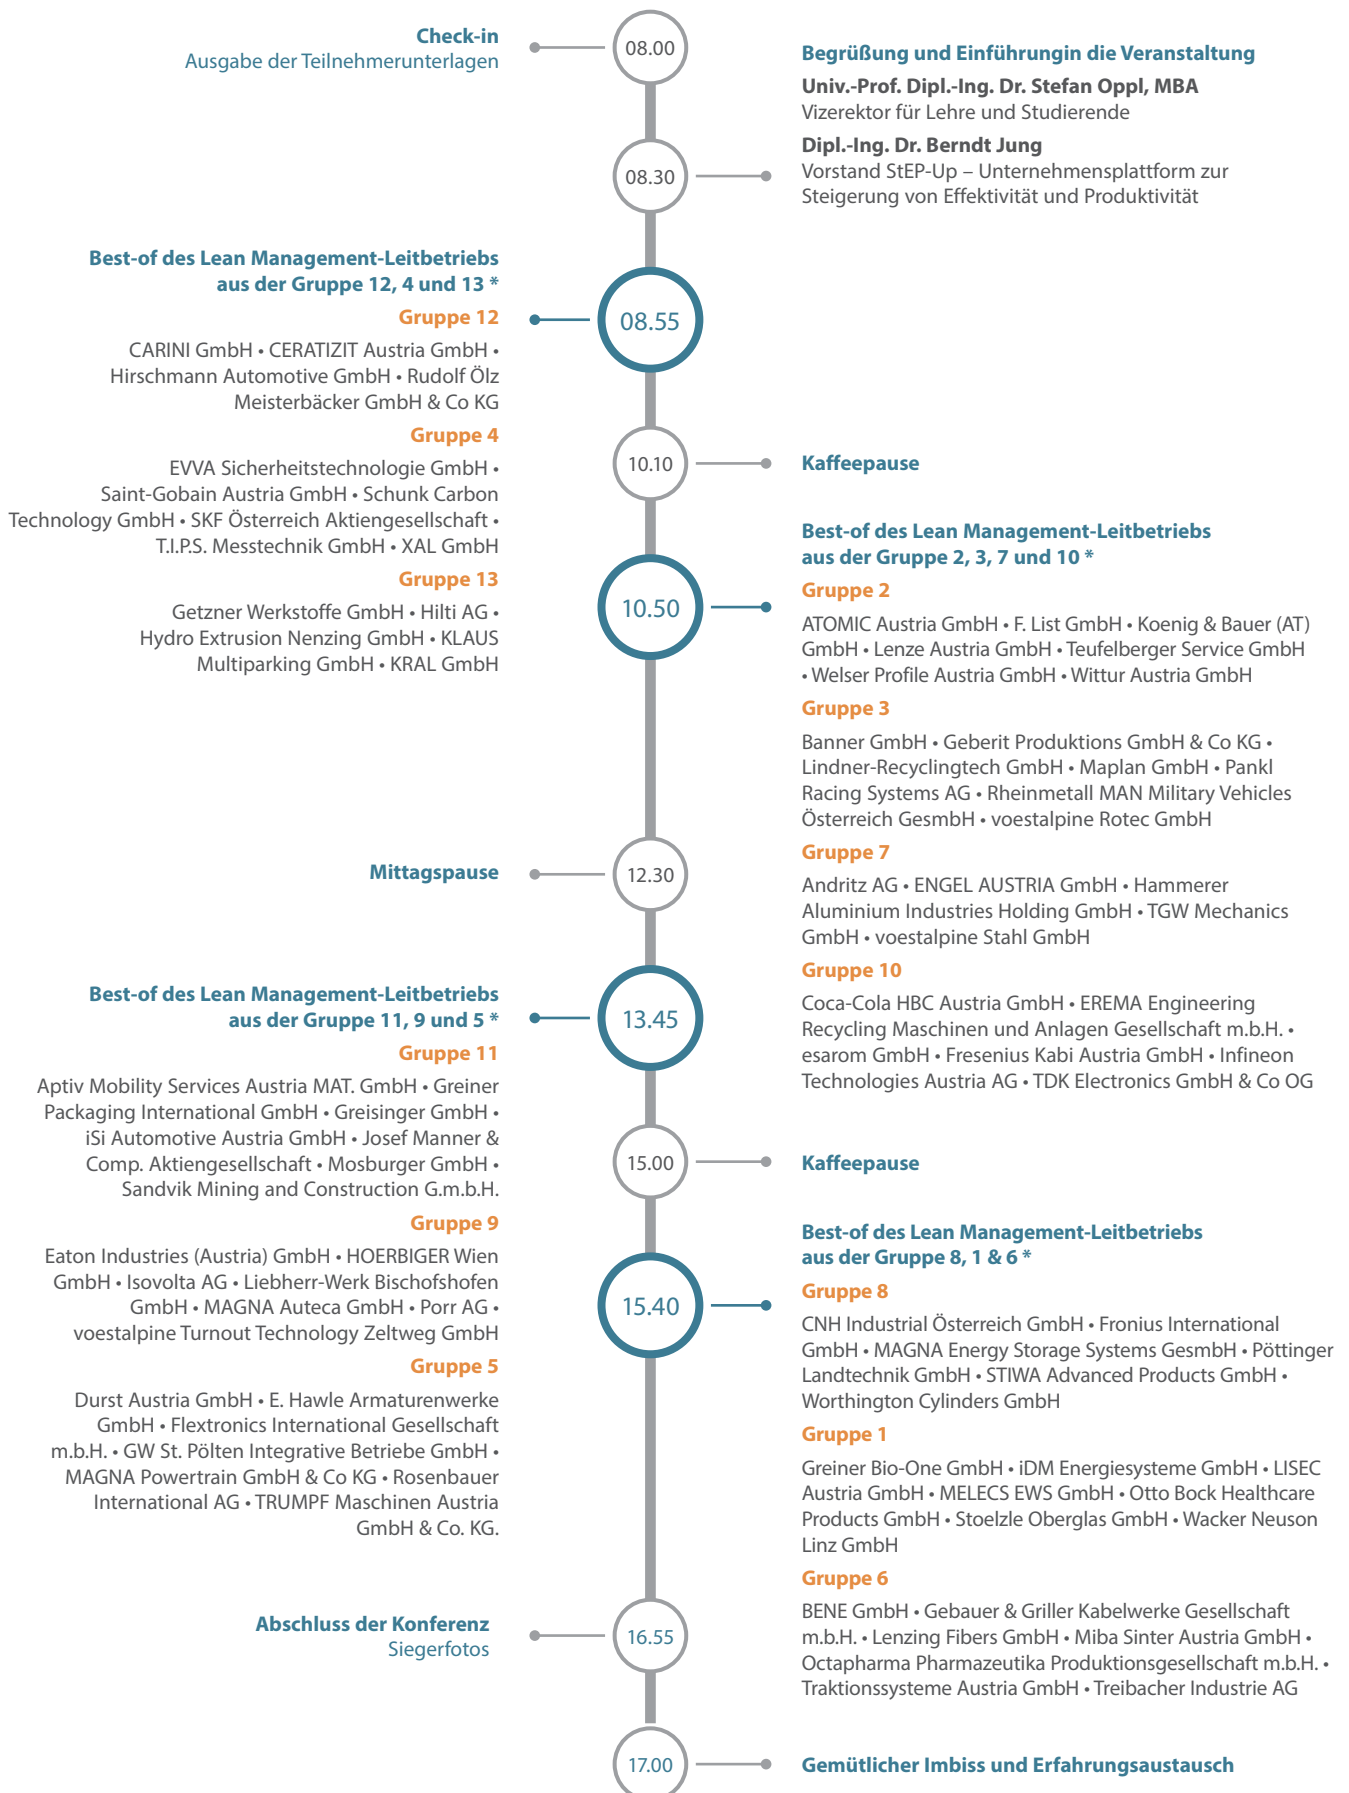 08.00
Check-in
Ausgabe der Teilnehmerunterlagen
08.30
Begrüßung und Einführungin die Veranstaltung
Univ.-Prof. Dipl.-Ing. Dr. Stefan Oppl, MBA
Vizerektor für Lehre und Studierende
Dipl.-Ing. Dr. Berndt Jung
Vorstand StEP-Up – Unternehmensplattform zur
Steigerung von Effektivität und Produktivität
08.55
Best-of des Lean Management-Leitbetriebs
aus der Gruppe 12, 4 und 13 *
Gruppe 12
CARINI GmbH • CERATIZIT Austria GmbH •
Hirschmann Automotive GmbH • Rudolf Ölz
Meisterbäcker GmbH & Co KG
Gruppe 4
EVVA Sicherheitstechnologie GmbH •
Saint-Gobain Austria GmbH • Schunk Carbon
Technology GmbH • SKF Österreich Aktiengesellschaft •
T.I.P.S. Messtechnik GmbH • XAL GmbH
Gruppe 13
Getzner Werkstoffe GmbH • Hilti AG •
Hydro Extrusion Nenzing GmbH • KLAUS
Multiparking GmbH • KRAL GmbH
10.10
Kaffeepause
10.50
Best-of des Lean Management-Leitbetriebs
aus der Gruppe 2, 3, 7 und 10 *
Gruppe 2
ATOMIC Austria GmbH • F. List GmbH • Koenig & Bauer (AT)
GmbH • Lenze Austria GmbH • Teufelberger Service GmbH
• Welser Profile Austria GmbH • Wittur Austria GmbH
Gruppe 3
Banner GmbH • Geberit Produktions GmbH & Co KG •
Lindner-Recyclingtech GmbH • Maplan GmbH • Pankl
Racing Systems AG • Rheinmetall MAN Military Vehicles
Österreich GesmbH • voestalpine Rotec GmbH
Gruppe 7
Andritz AG • ENGEL AUSTRIA GmbH • Hammerer
Aluminium Industries Holding GmbH • TGW Mechanics
GmbH • voestalpine Stahl GmbH
Gruppe 10
Coca-Cola HBC Austria GmbH • EREMA Engineering
Recycling Maschinen und Anlagen Gesellschaft m.b.H. •
esarom GmbH • Fresenius Kabi Austria GmbH • Infineon
Technologies Austria AG • TDK Electronics GmbH & Co OG
12.30
Mittagspause
13.45
Best-of des Lean Management-Leitbetriebs
aus der Gruppe 11, 9 und 5 *
Gruppe 11
Aptiv Mobility Services Austria MAT. GmbH • Greiner
Packaging International GmbH • Greisinger GmbH •
iSi Automotive Austria GmbH • Josef Manner &
Comp. Aktiengesellschaft • Mosburger GmbH •
Sandvik Mining and Construction G.m.b.H.
Gruppe 9
Eaton Industries (Austria) GmbH • HOERBIGER Wien
GmbH • Isovolta AG • Liebherr-Werk Bischofshofen
GmbH • MAGNA Auteca GmbH • Porr AG •
voestalpine Turnout Technology Zeltweg GmbH
Gruppe 5
Durst Austria GmbH • E. Hawle Armaturenwerke
GmbH • Flextronics International Gesellschaft
m.b.H. • GW St. Pölten Integrative Betriebe GmbH •
MAGNA Powertrain GmbH & Co KG • Rosenbauer
International AG • TRUMPF Maschinen Austria
GmbH & Co. KG.
15.00
Kaffeepause
15.40
Best-of des Lean Management-Leitbetriebs
aus der Gruppe 8, 1 & 6 *
Gruppe 8
CNH Industrial Österreich GmbH • Fronius International
GmbH • MAGNA Energy Storage Systems GesmbH • Pöttinger
Landtechnik GmbH • STIWA Advanced Products GmbH •
Worthington Cylinders GmbH
Gruppe 1
Greiner Bio-One GmbH • iDM Energiesysteme GmbH • LISEC
Austria GmbH • MELECS EWS GmbH • Otto Bock Healthcare
Products GmbH • Stoelzle Oberglas GmbH • Wacker Neuson
Linz GmbH
Gruppe 6
BENE GmbH • Gebauer & Griller Kabelwerke Gesellschaft
m.b.H. • Lenzing Fibers GmbH • Miba Sinter Austria GmbH •
Octapharma Pharmazeutika Produktionsgesellschaft m.b.H. •
Traktionssysteme Austria GmbH • Treibacher Industrie AG
16.55
Abschluss der Konferenz
Siegerfotos
17.00
Gemütlicher Imbiss und Erfahrungsaustausch